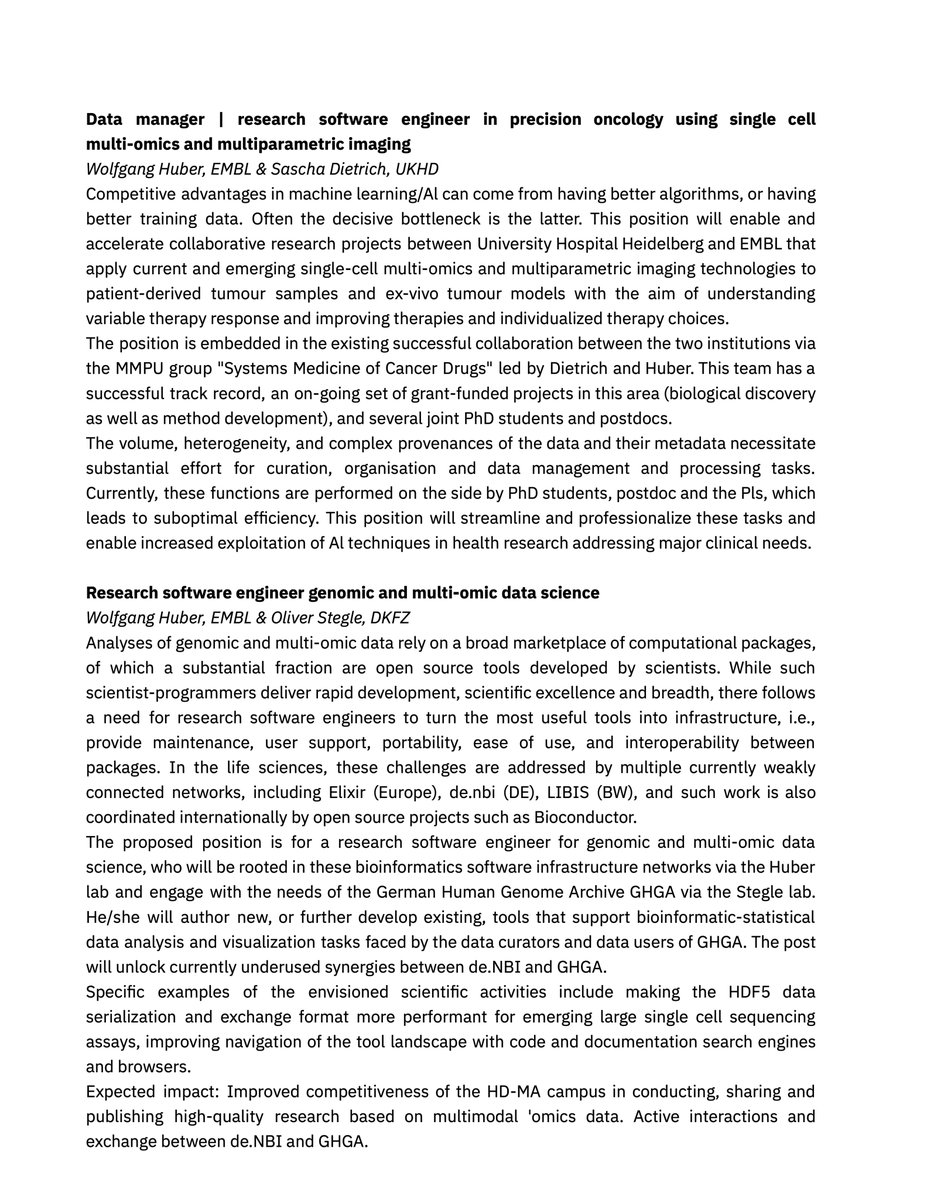 Data manager | research software engineer in precision oncology using single cell
multi-omics and multiparametric imaging
Wolfgang Huber, EMBL & Sascha Dietrich, UKHD
Competitive advantages in machine learning/AI can come from having better algorithms, or having
better training data. Often the decisive bottleneck is the latter. This position will enable and
accelerate collaborative research projects between University Hospital Heidelberg and EMBL that
apply current and emerging single-cell multi-omics and multiparametric imaging technologies to
patient-derived tumour samples and ex-vivo tumour models with the aim of understanding
variable therapy response and improving therapies and individualized therapy choices.
The position is embedded in the existing successful collaboration between the two institutions via
the MMPU group "Systems Medicine of Cancer Drugs" led by Dietrich and Huber. This team has a
successful track record, an on-going set of grant-funded projects in this area (biological discovery
as well as method development), and several joint PhD students and postdocs.
The volume, heterogeneity, and complex provenances of the data and their metadata necessitate
substantial effort for curation, organisation and data management and processing tasks.
Currently, these functions are performed on the side by PhD students, postdoc and the PIs, which
leads to suboptimal efficiency. This position will streamline and professionalize these tasks and
enable increased exploitation of AI techniques in health research addressing major clinical needs.
Research software engineer genomic and multi-omic data science
Wolfgang Huber, EMBL & Oliver Stegle, DKFZ
Analyses of genomic and multi-omic data rely on a broad marketplace of computational packages,
of which a substantial fraction are open source tools developed by scientists. While such
scientist-programmers deliver rapid development, scientific excellence and breadth, there follows
a need for research software engineers to turn the most useful tools into infrastructure, i.e.,
provide maintenance, user support, portability, ease of use, and interoperability between
packages. In the life sciences, these challenges are addressed by multiple currently weakly
connected networks, including Elixir (Europe), de.nbi (DE), LIBIS (BW), and such work is also
coordinated internationally by open source projects such as Bioconductor.
The proposed position is for a research software engineer for genomic and multi-omic data
science, who will be rooted in these bioinformatics software infrastructure networks via the Huber
lab and engage with the needs of the German Human Genome Archive GHGA via the Stegle lab.
He/she will author new, or further develop existing, tools that support bioinformatic-statistical
data analysis and visualization tasks faced by the data curators and data users of GHGA. The post
will unlock currently underused synergies between de.NBI and GHGA.
Specific examples of the envisioned scientific activities include making the HDF5 data
serialization and exchange format more performant for emerging large single cell sequencing
assays, improving navigation of the tool landscape with code and documentation search engines
and browsers.
Expected impact: Improved competitiveness of the HD-MA campus in conducting, sharing and
publishing high-quality research based on multimodal 'omics data. Active interactions and
exchange between de.NBI and GHGA.